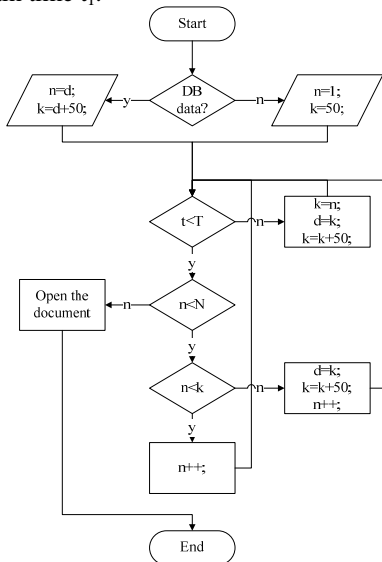 Start
n=d;
k=d+50;
y
DB
data?
n
n=1;
k=50;
t<T
n
k=n;
d=k;
k=k+50;
y
Open the
document
n
n<N
y
n<k
n
d=k;
k=k+50;
n++;
y
n++;
End